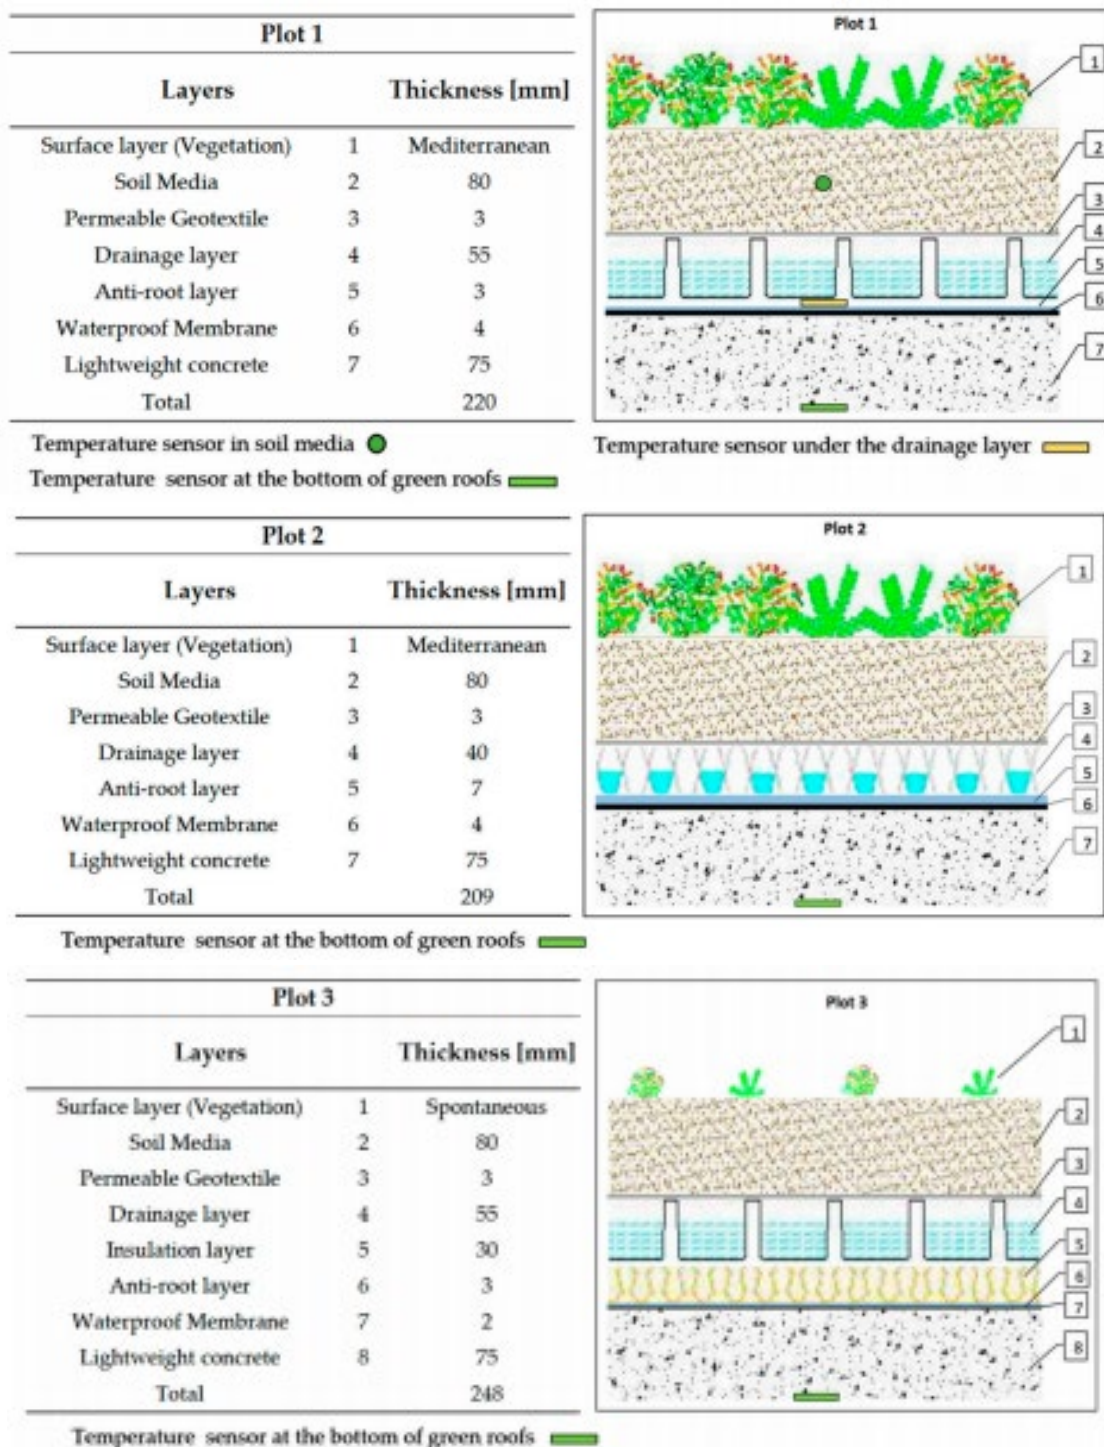 Plot 1
Layers Thickness [mm]
Surface layer (Vegetation) 1 Mediterranean
Soil Media 2 80
Permeable Geotextile 3 3
Drainage layer 4 55
Anti-root layer 5 3
Waterproof Membrane 6 4
Lightweight concrete 7 75
Total 220
Plot 1
1
2
3
4
5
6
7
Temperature sensor in soil media
Temperature sensor under the drainage layer
Temperature sensor at the bottom of green roofs
Plot 2
Layers Thickness [mm]
Surface layer (Vegetation) 1 Mediterranean
Soil Media 2 80
Permeable Geotextile 3 3
Drainage layer 4 40
Anti-root layer 5 7
Waterproof Membrane 6 4
Lightweight concrete 7 75
Total 209
Plot 2
1
2
3
4
5
6
7
Temperature sensor at the bottom of green roofs
Plot 3
Layers Thickness [mm]
Surface layer (Vegetation) 1 Spontaneous
Soil Media 2 80
Permeable Geotextile 3 3
Drainage layer 4 55
Insulation layer 5 30
Anti-root layer 6 3
Waterproof Membrane 7 2
Lightweight concrete 8 75
Total 248
Plot 3
1
2
3
4
5
6
7
8
Temperature sensor at the bottom of green roofs